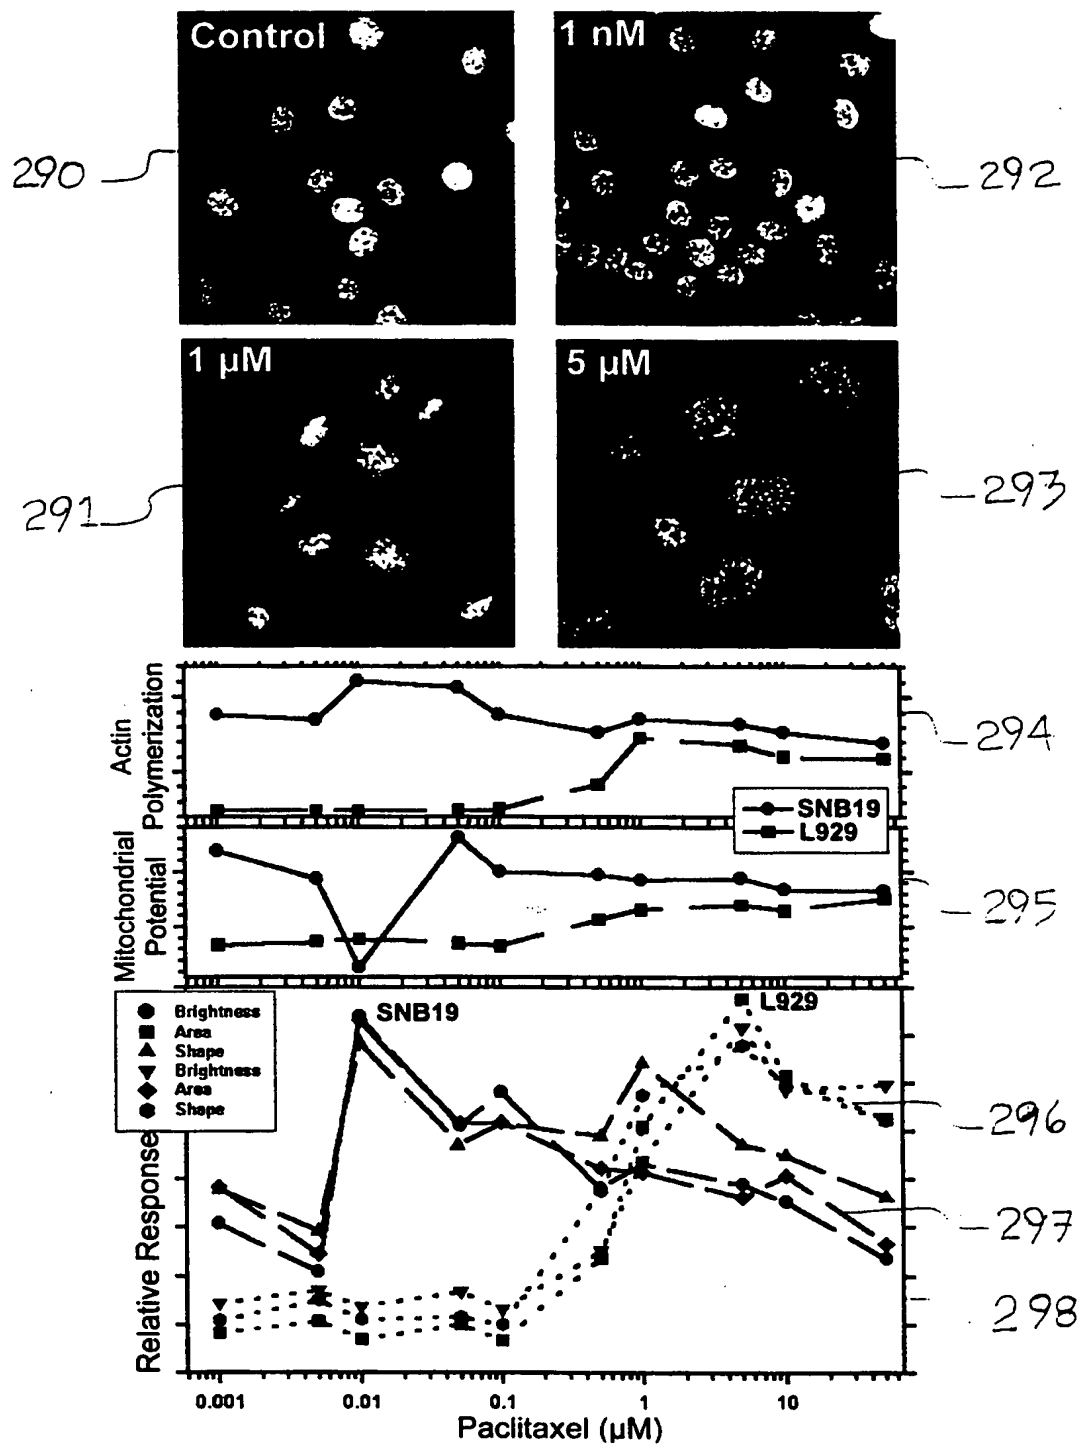 Control
1 nM
290
292
1 µM
5 µM
291
293
Actin
Polymerization
294
SNB19
L929
Mitochondrial
Potential
295
Brightness
Area
Shape
Brightness
Area
Shape
SNB19
L929
296
297
298
Relative Response
0.001 0.01 0.1 1 10
Paclitaxel (µM)